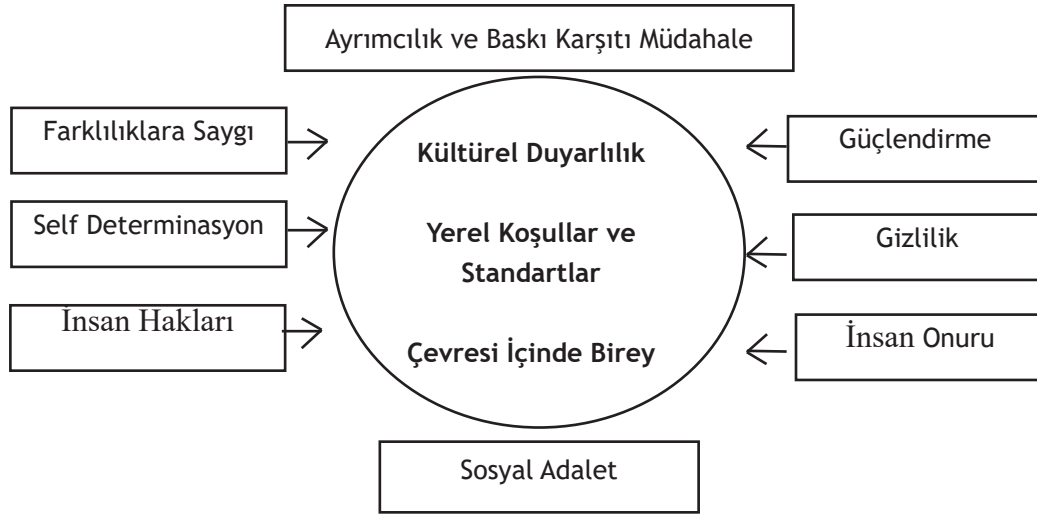 Ayrımcılık ve Baskı Karşıtı Müdahale
Farklılıklara Saygı
Self Determinasyon
İnsan Hakları
Kültürel Duyarlılık
Yerel Koşullar ve
Standartlar
Çevresi İçinde Birey
Güçlendirme
Gizlilik
İnsan Onuru
Sosyal Adalet